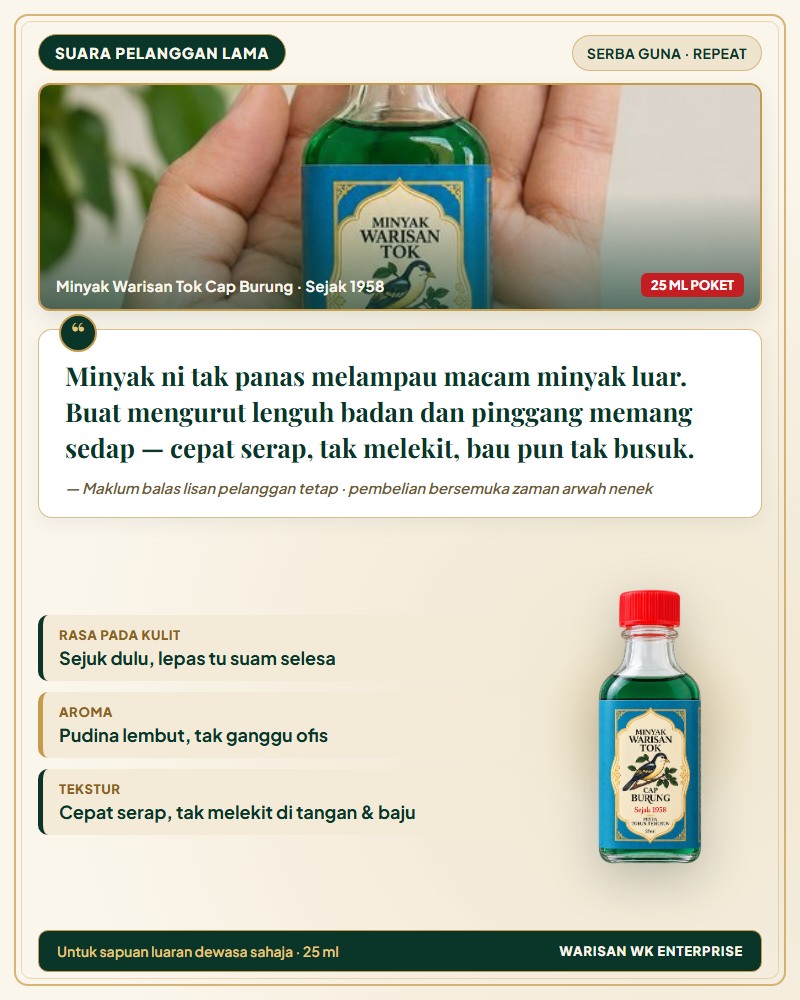 SUARA PELANGGAN LAMA
SERBA GUNA · REPEAT
MINYAK
WARISAN
TOK
Minyak Warisan Tok Cap Burung · Sejak 1958
25 ML POKET
“
Minyak ni tak panas melampau macam minyak luar.
Buat mengurut lenguh badan dan pinggang memang
sedap — cepat serap, tak melekit, bau pun tak busuk.
— Maklum balas lisan pelanggan tetap · pembelian bersemuka zaman arwah nenek
RASA PADA KULIT
Sejuk dulu, lepas tu suam selesa
AROMA
Pudina lembut, tak ganggu ofis
TEKSTUR
Cepat serap, tak melekit di tangan & baju
MINYAK
WARISAN
TOK
CAP
BURUNG
Sejak 1958
25ml
Untuk sapuan luaran dewasa sahaja · 25 ml
WARISAN WK ENTERPRISE